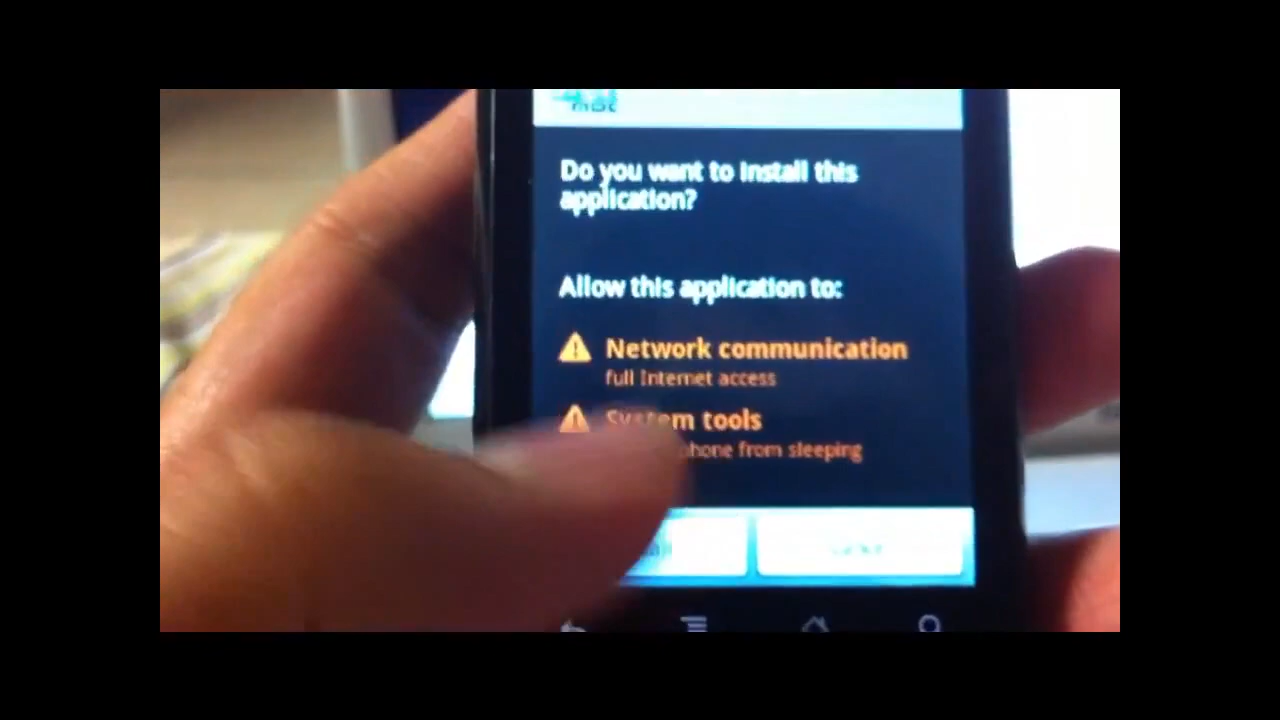 Do you want to install this
application?
Allow this application to:
Network communication
full Internet access
System tools
phone from sleeping